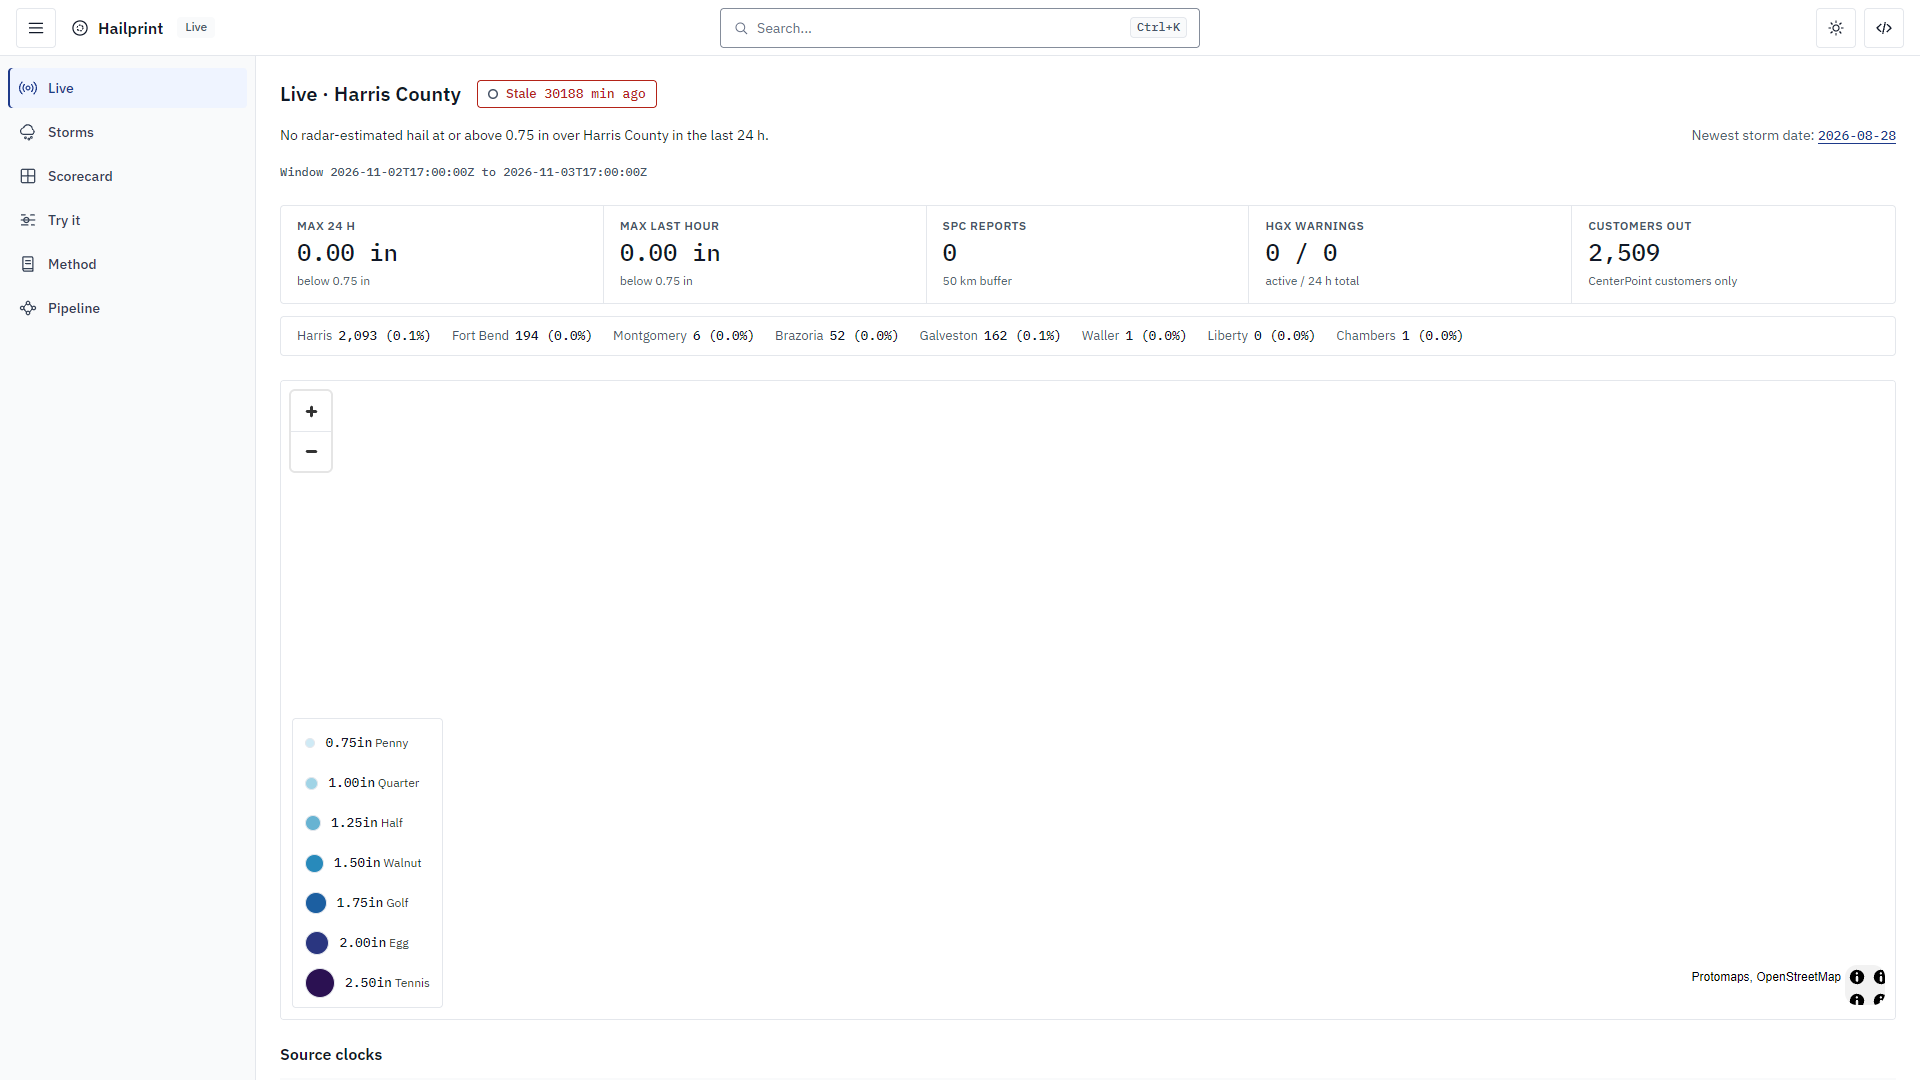 Hailprint Live
Search... Ctrl+K
Live
Storms
Scorecard
Try it
Method
Pipeline
Live · Harris County
Stale 30188 min ago
No radar-estimated hail at or above 0.75 in over Harris County in the last 24 h.
Newest storm date: 2026-08-28
Window 2026-11-02T17:00:00Z to 2026-11-03T17:00:00Z
MAX 24 H
0.00 in
below 0.75 in
MAX LAST HOUR
0.00 in
below 0.75 in
SPC REPORTS
0
50 km buffer
HGX WARNINGS
0 / 0
active / 24 h total
CUSTOMERS OUT
2,509
CenterPoint customers only
Harris 2,093 (0.1%) Fort Bend 194 (0.0%) Montgomery 6 (0.0%) Brazoria 52 (0.0%) Galveston 162 (0.1%) Waller 1 (0.0%) Liberty 0 (0.0%) Chambers 1 (0.0%)
0.75in Penny
1.00in Quarter
1.25in Half
1.50in Walnut
1.75in Golf
2.00in Egg
2.50in Tennis
Protomaps, OpenStreetMap
Source clocks